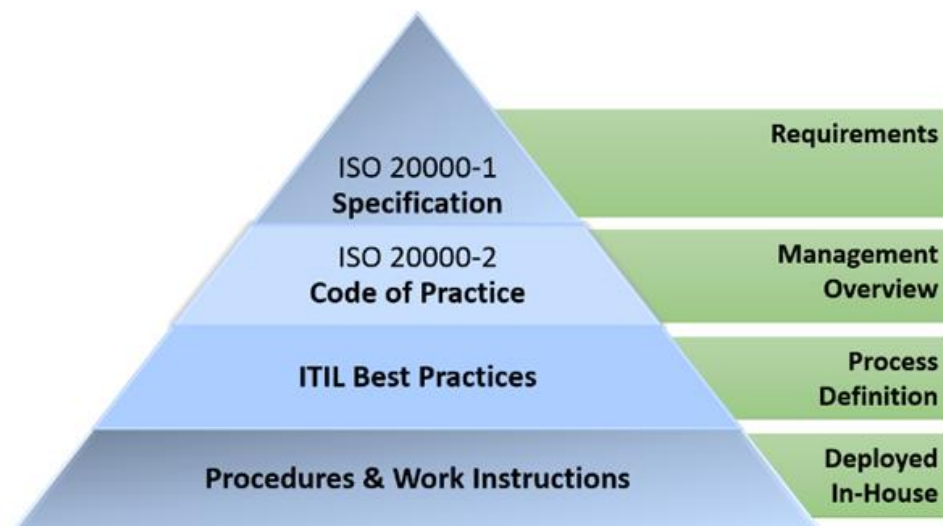 ISO 20000-1
Specification
Requirements
ISO 20000-2
Code of Practice
Management
Overview
ITIL Best Practices
Process
Definition
Procedures & Work Instructions
Deployed
In-House